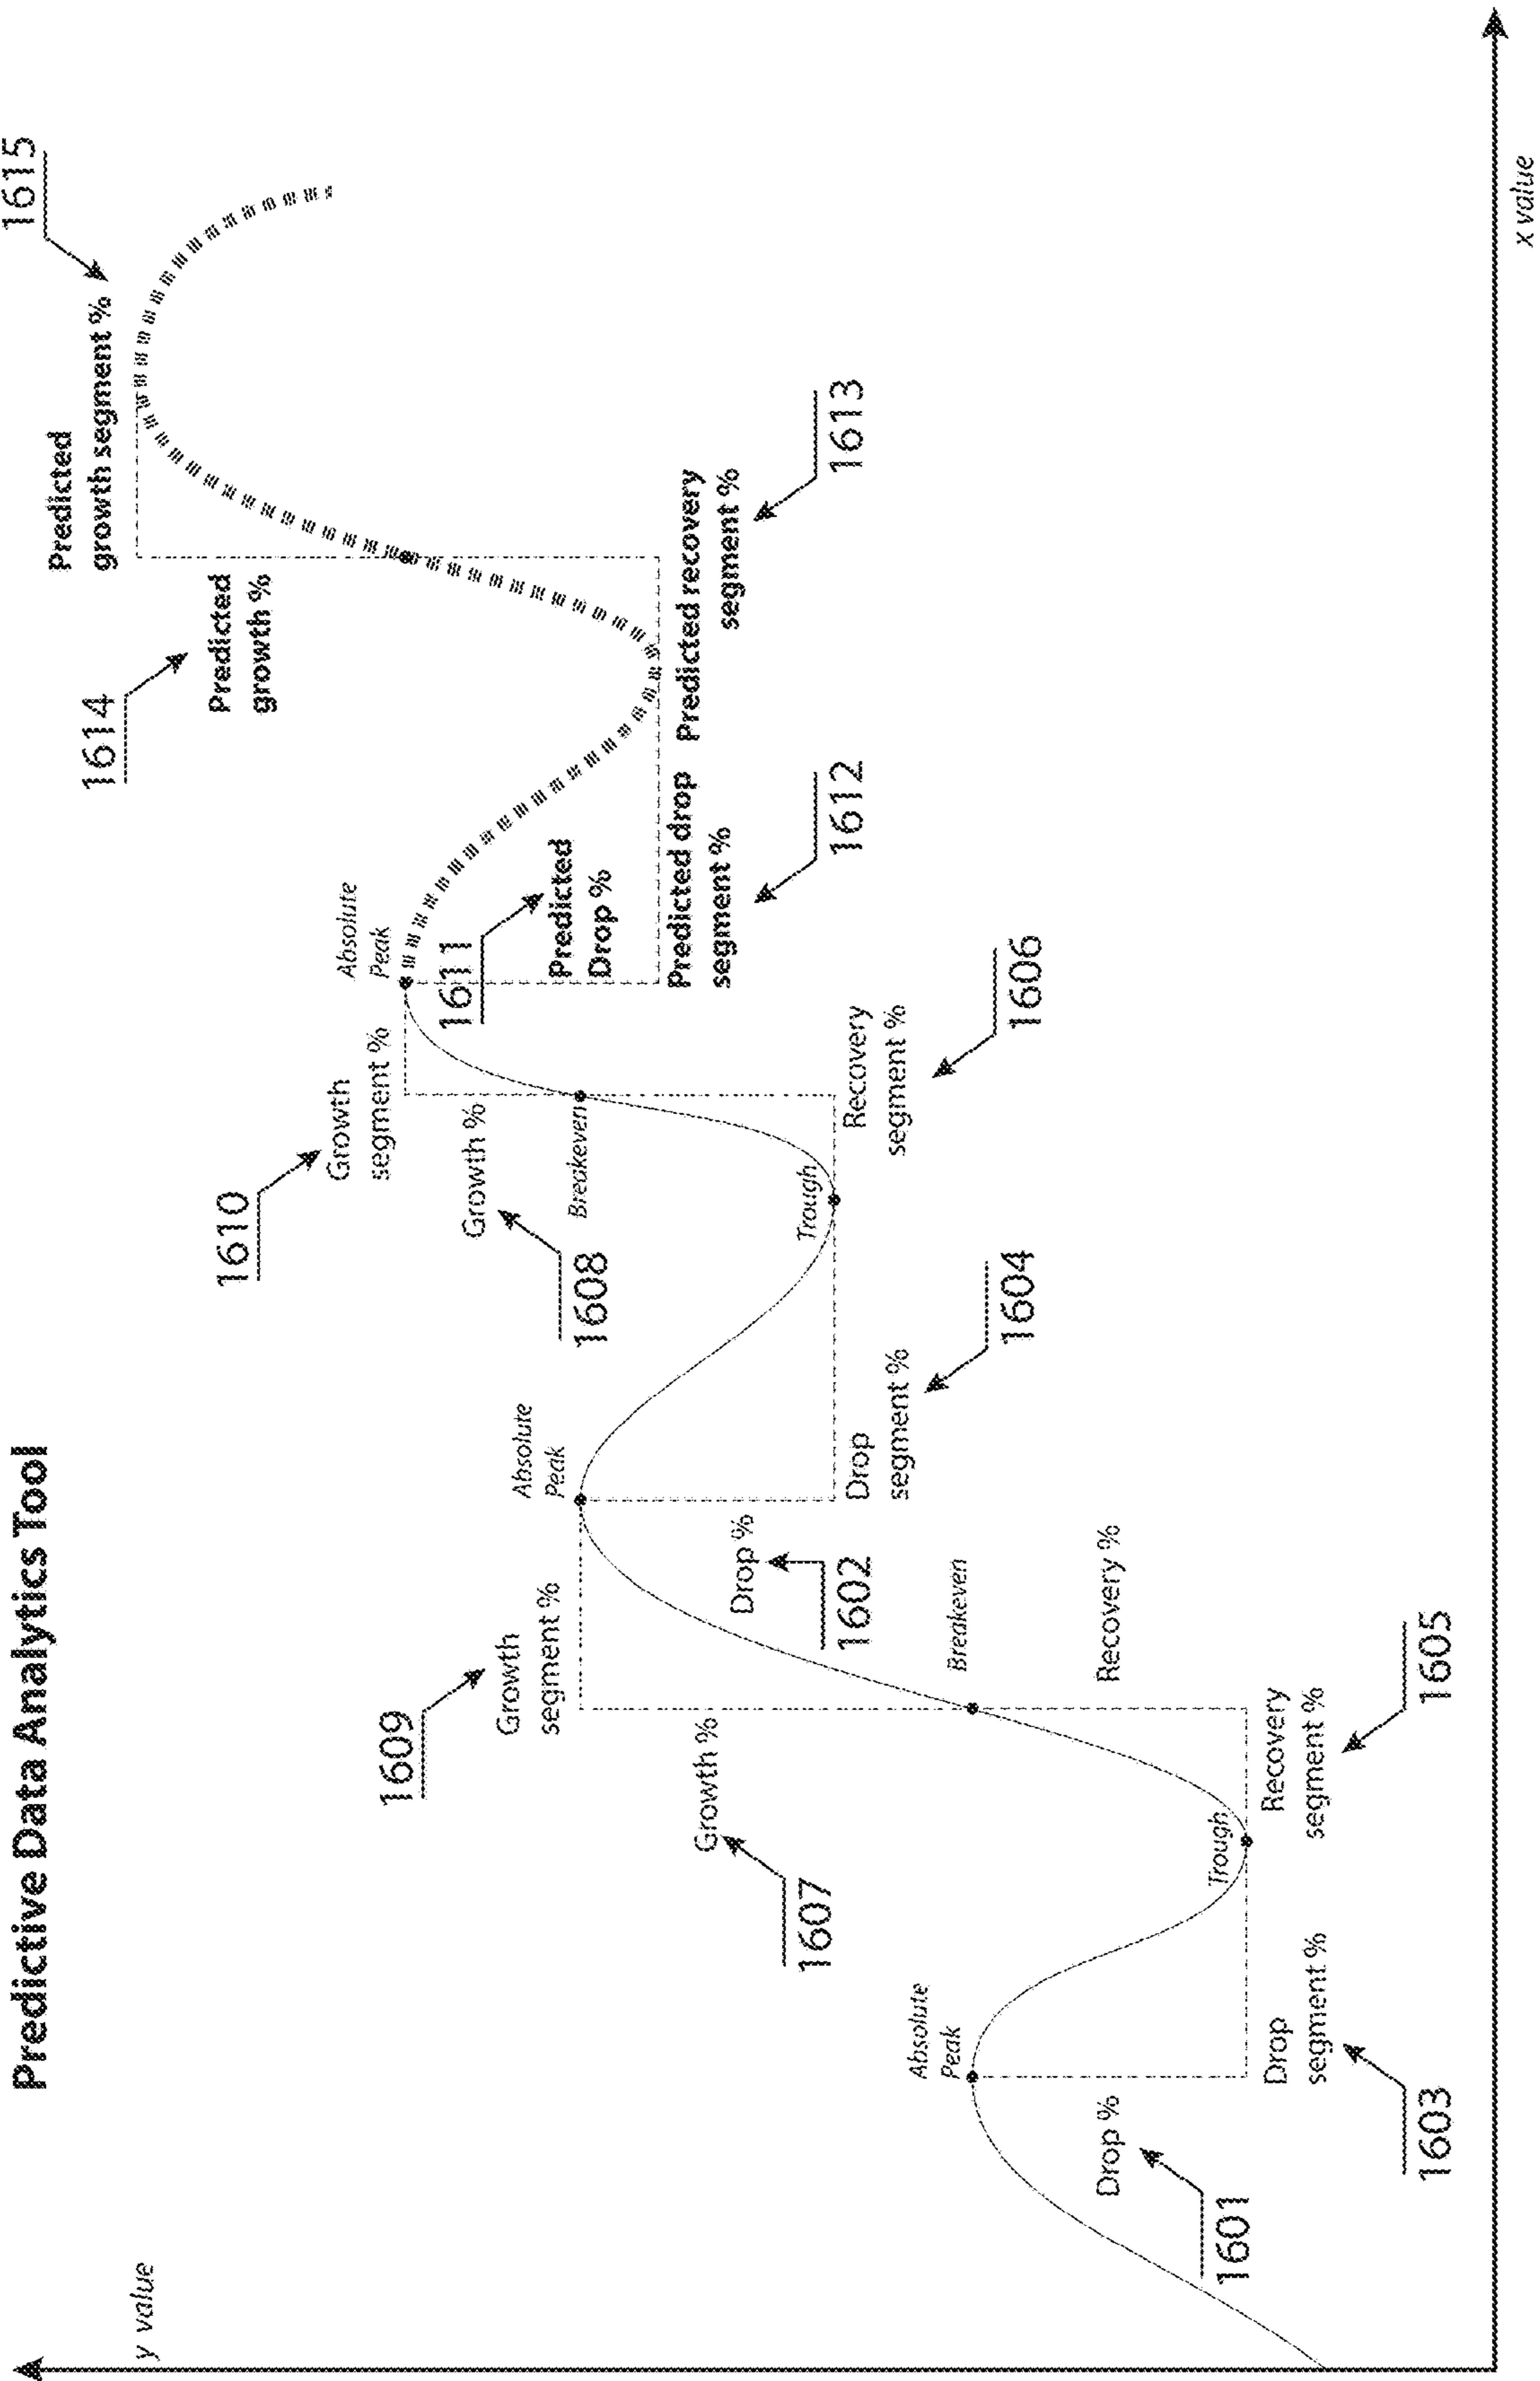 Predictive Data Analytics Tool
y value
1615
Predicted
growth segment %
1614
Predicted
growth %
Absolute
Peak
1610
Growth
segment %
1611
Predicted
Drop %
Growth %
1608
Breakeven
Predicted drop
segment %
1612
Predicted recovery
segment %
1613
Absolute
Peak
1609
Growth
segment %
Growth %
1607
Drop %
1602
Trough
Drop
segment %
1604
Recovery
segment %
1606
Absolute
Peak
Breakeven
Drop %
1601
Recovery %
Trough
Drop
segment %
1603
Recovery
segment %
1605
x value